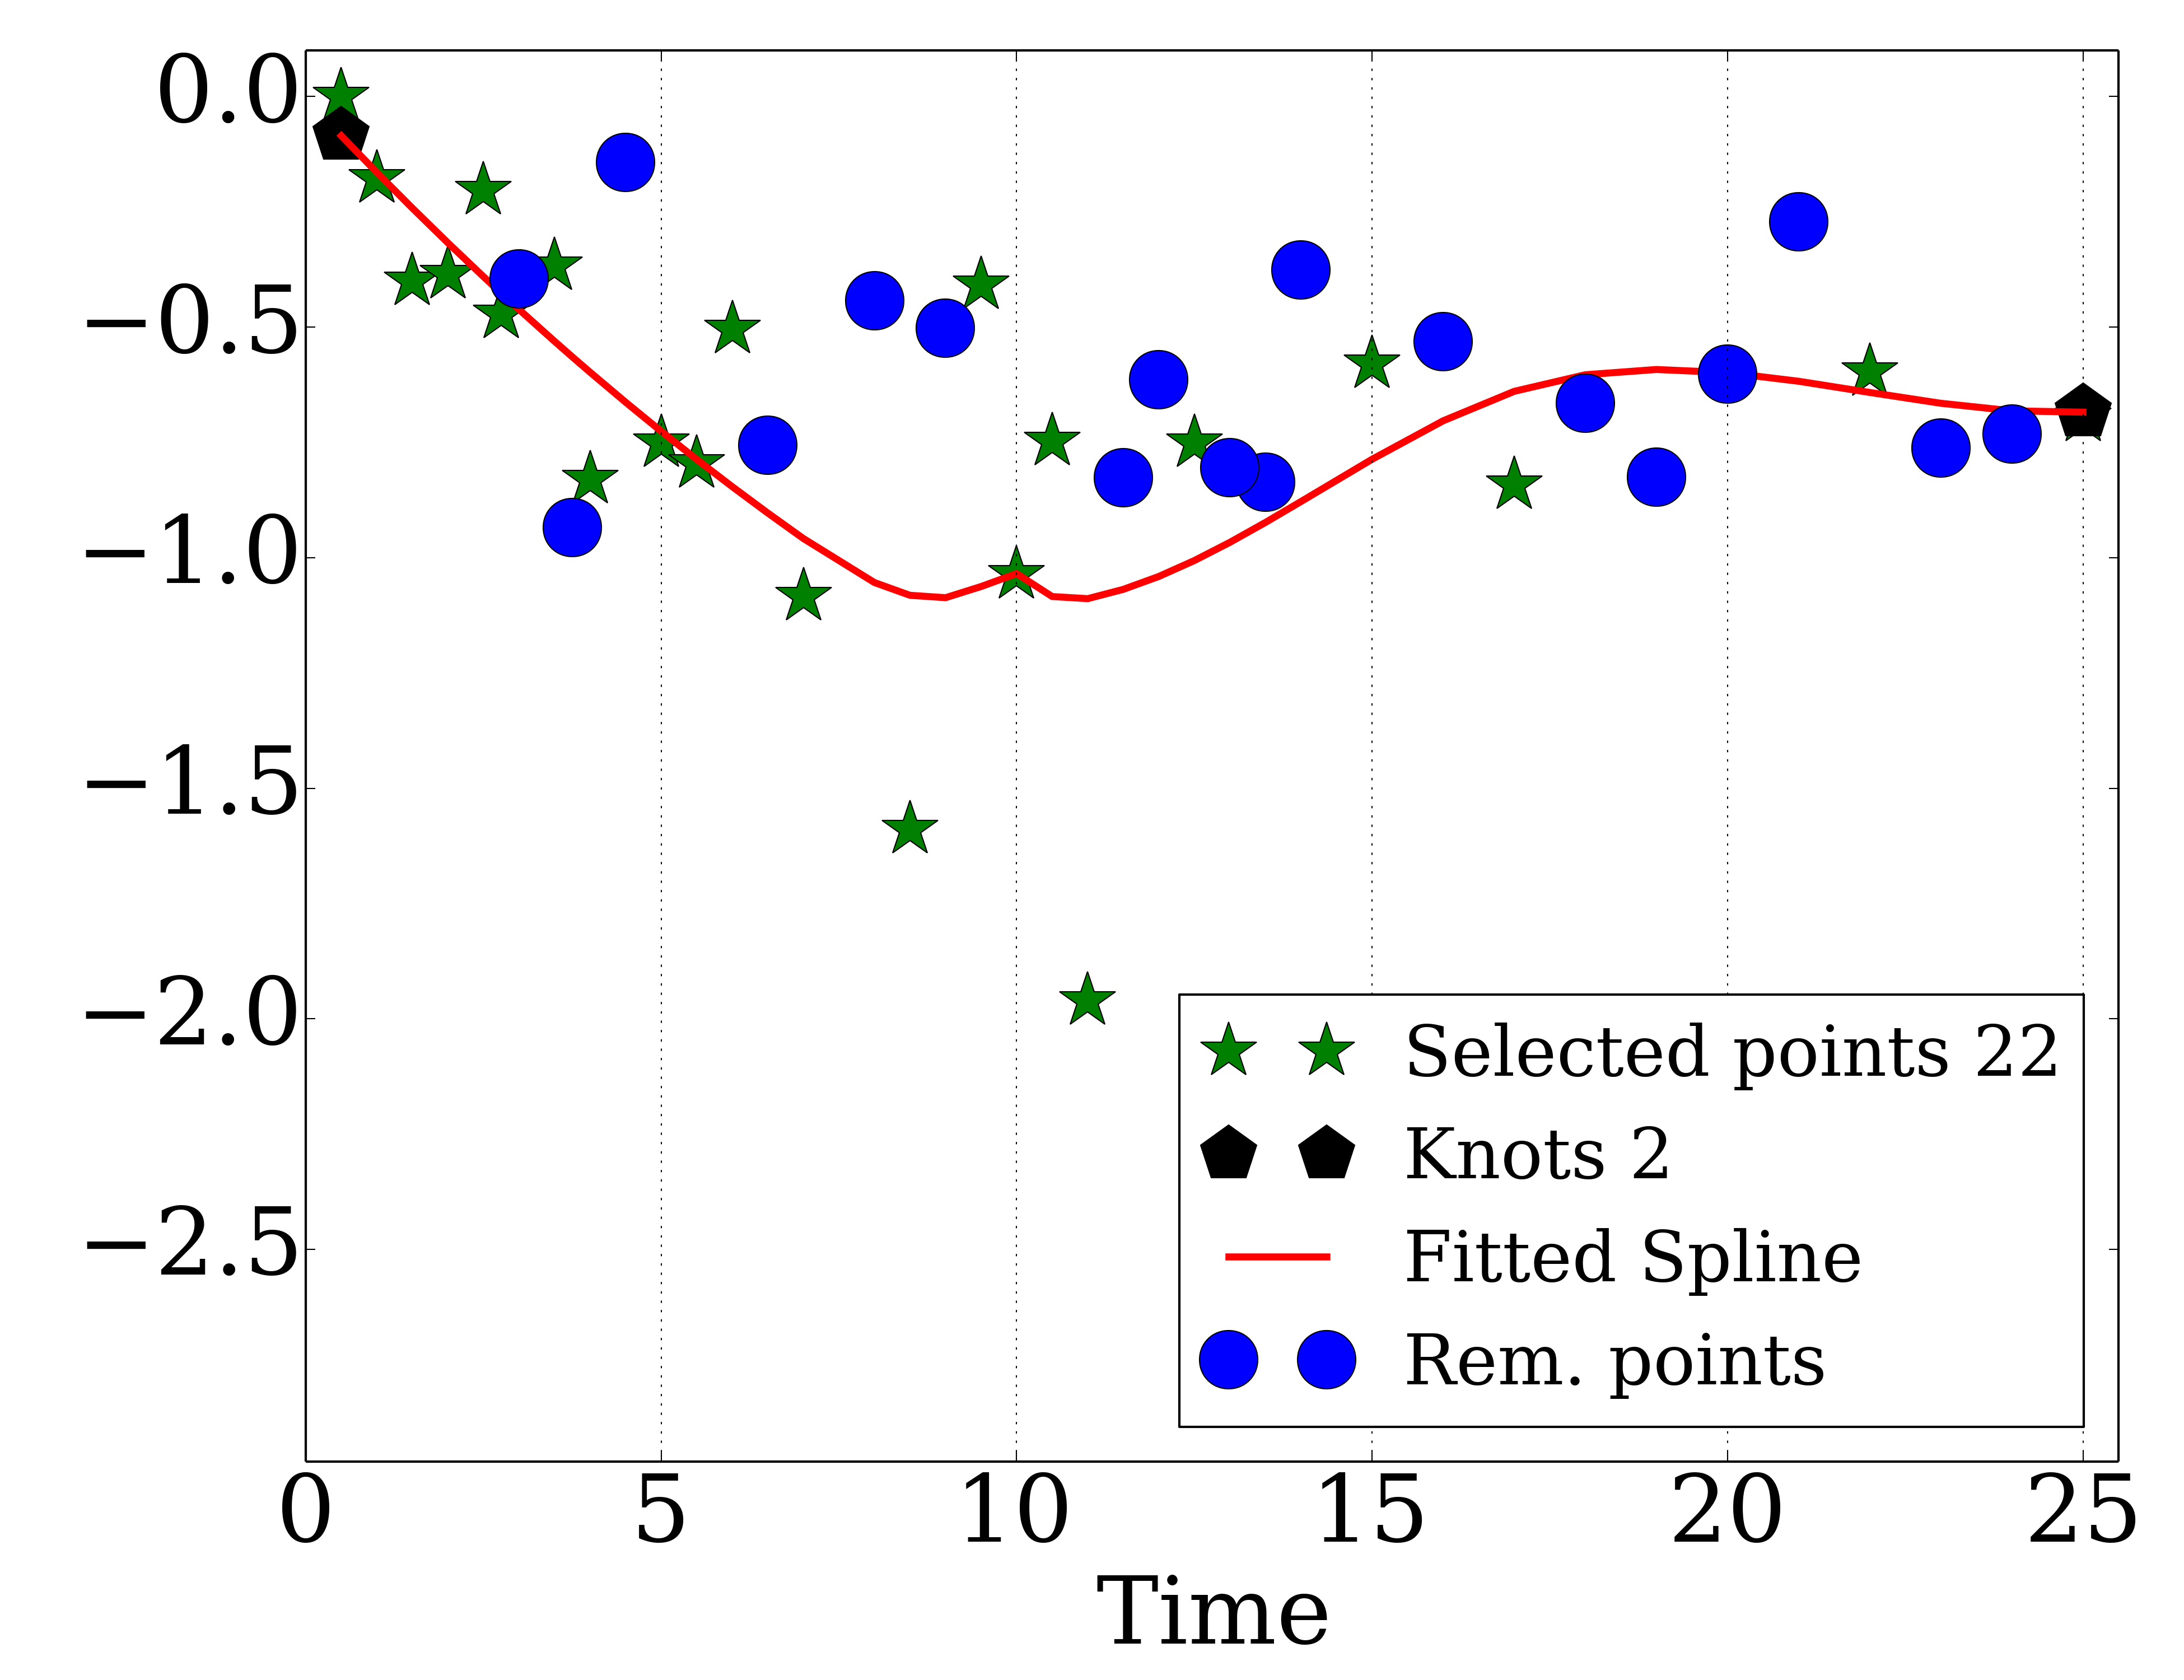 0.0
−0.5
−1.0
−1.5
−2.0
−2.5
Selected points 22
Knots 2
Fitted Spline
Rem. points
0 5 10 15 20 25
Time